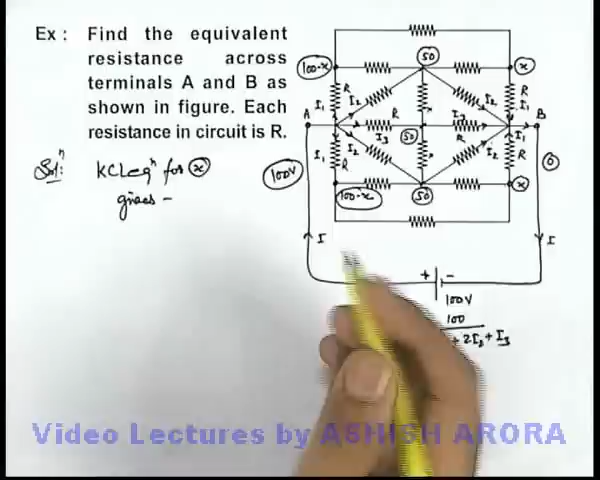 Ex : Find the equivalent
resistance across
terminals A and B as
shown in figure. Each
resistance in circuit is R.
Solⁿ: KCL eqⁿ for x
gives -
50
100-x
x
R
I₁
I₂
I₂
R
I₁
A
R
I₃
I₃
B
50
I₁
R
I₂
R
I₂
R
I₁
100V
0
100-x
50
x
I
I
+ -
100V
100
+ 2I₂ + I₃
Video Lectures by ASHISH ARORA